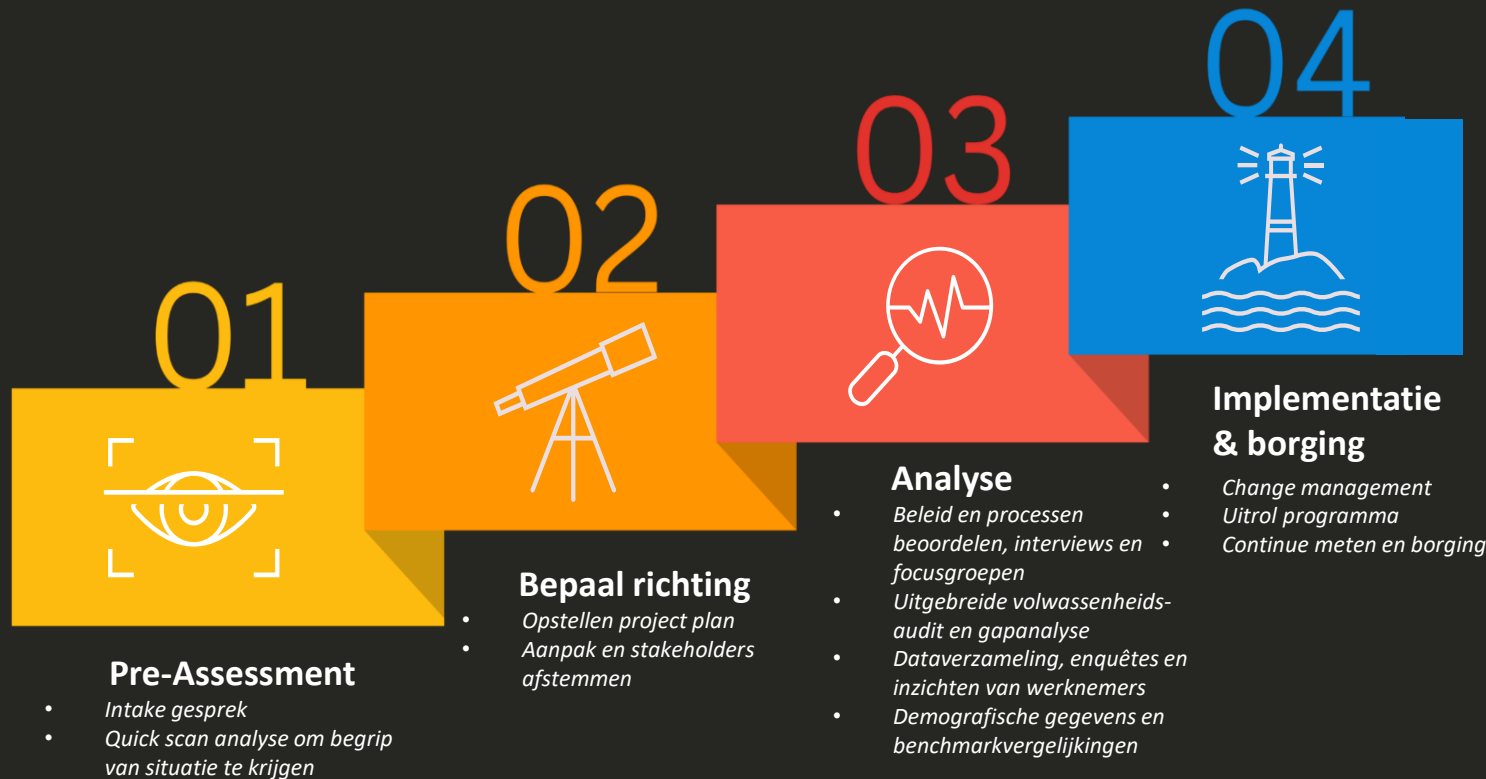 01
Pre-Assessment
• Intake gesprek
• Quick scan analyse om begrip
van situatie te krijgen
02
Bepaal richting
• Opstellen project plan
• Aanpak en stakeholders
afstemmen
03
Analyse
• Beleid en processen
beoordelen, interviews en
focusgroepen
• Uitgebreide volwassenheids-
audit en gapanalyse
• Dataverzameling, enquêtes en
inzichten van werknemers
• Demografische gegevens en
benchmarkvergelijkingen
04
Implementatie
& borging
• Change management
• Uitrol programma
• Continue meten en borging